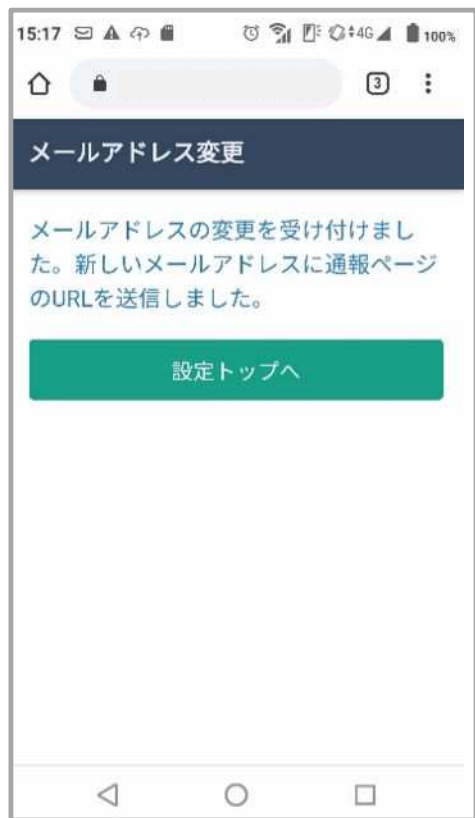 15:17 4G 100%
3
メールアドレス変更
メールアドレスの変更を受け付けまし
た。新しいメールアドレスに通報ページ
のURLを送信しました。
設定トップへ